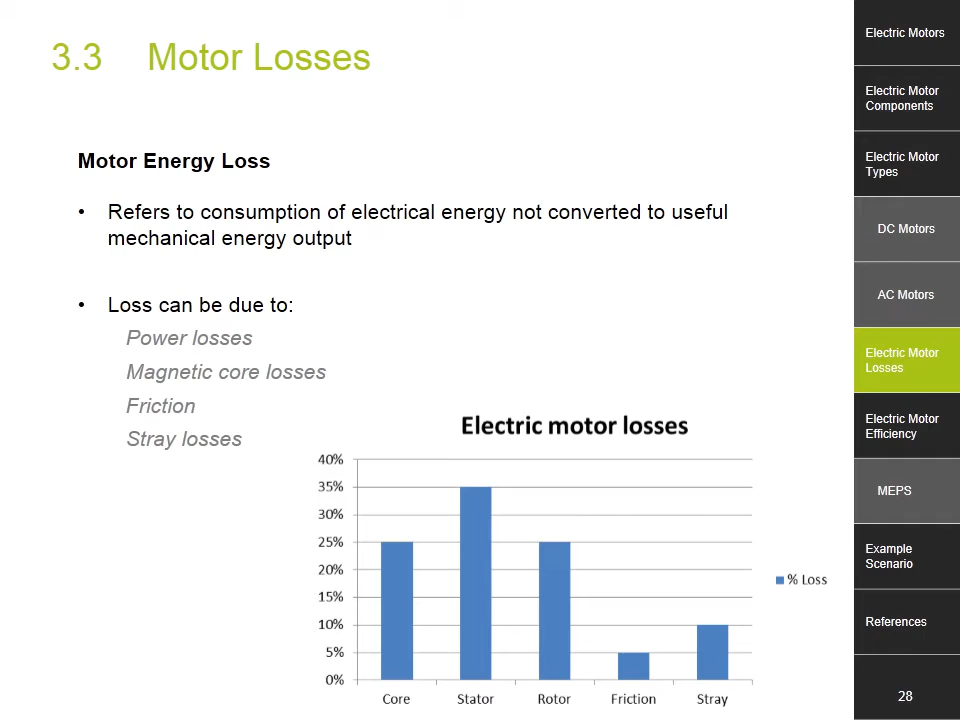 3.3 Motor Losses
Motor Energy Loss
• Refers to consumption of electrical energy not converted to useful
mechanical energy output
• Loss can be due to:
Power losses
Magnetic core losses
Friction
Stray losses
Electric motor losses
40%
35%
30%
25%
20%
15%
10%
5%
0%
Core Stator Rotor Friction Stray
% Loss
Electric Motors
Electric Motor
Components
Electric Motor
Types
DC Motors
AC Motors
Electric Motor
Losses
Electric Motor
Efficiency
MEPS
Example
Scenario
References
28